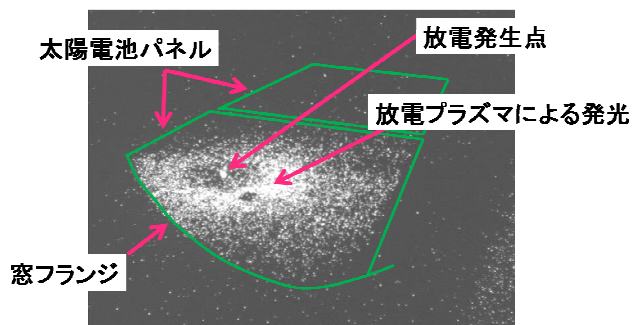 放電発生点
太陽電池パネル
放電プラズマによる発光
窓フランジ